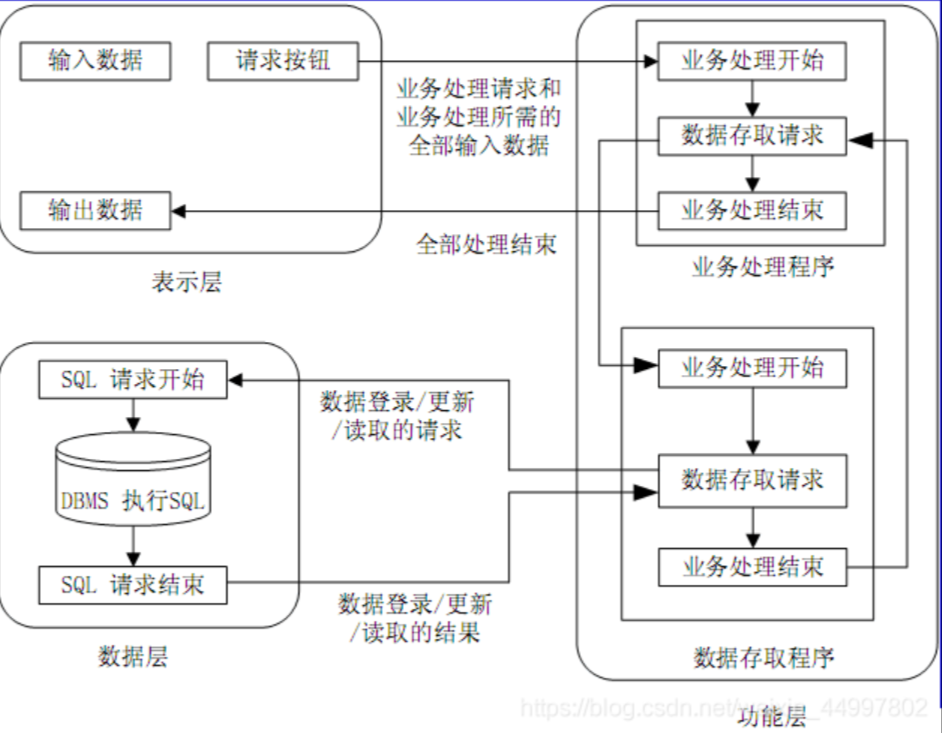 输入数据
请求按钮
业务处理请求和
业务处理所需的
全部输入数据
输出数据
全部处理结束
表示层
业务处理开始
数据存取请求
业务处理结束
业务处理程序
SQL 请求开始
DBMS 执行SQL
SQL 请求结束
数据层
数据登录/更新
/读取的请求
数据登录/更新
/读取的结果
业务处理开始
数据存取请求
业务处理结束
数据存取程序
功能层